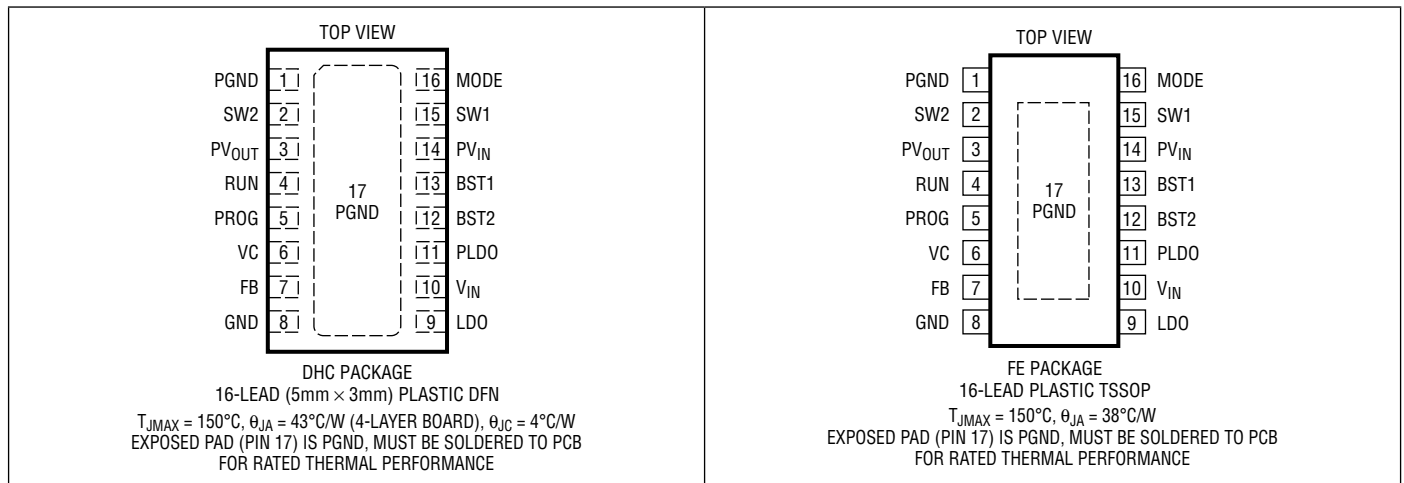 TOP VIEW
PGND 1
SW2 2
PVOUT 3
RUN 4
PROG 5
VC 6
FB 7
GND 8
17
PGND
16 MODE
15 SW1
14 PVIN
13 BST1
12 BST2
11 PLDO
10 VIN
9 LDO
DHC PACKAGE
16-LEAD (5mm × 3mm) PLASTIC DFN
TJMAX = 150°C, θJA = 43°C/W (4-LAYER BOARD), θJC = 4°C/W
EXPOSED PAD (PIN 17) IS PGND, MUST BE SOLDERED TO PCB
FOR RATED THERMAL PERFORMANCE
TOP VIEW
PGND 1
SW2 2
PVOUT 3
RUN 4
PROG 5
VC 6
FB 7
GND 8
17
PGND
16 MODE
15 SW1
14 PVIN
13 BST1
12 BST2
11 PLDO
10 VIN
9 LDO
FE PACKAGE
16-LEAD PLASTIC TSSOP
TJMAX = 150°C, θJA = 38°C/W
EXPOSED PAD (PIN 17) IS PGND, MUST BE SOLDERED TO PCB
FOR RATED THERMAL PERFORMANCE